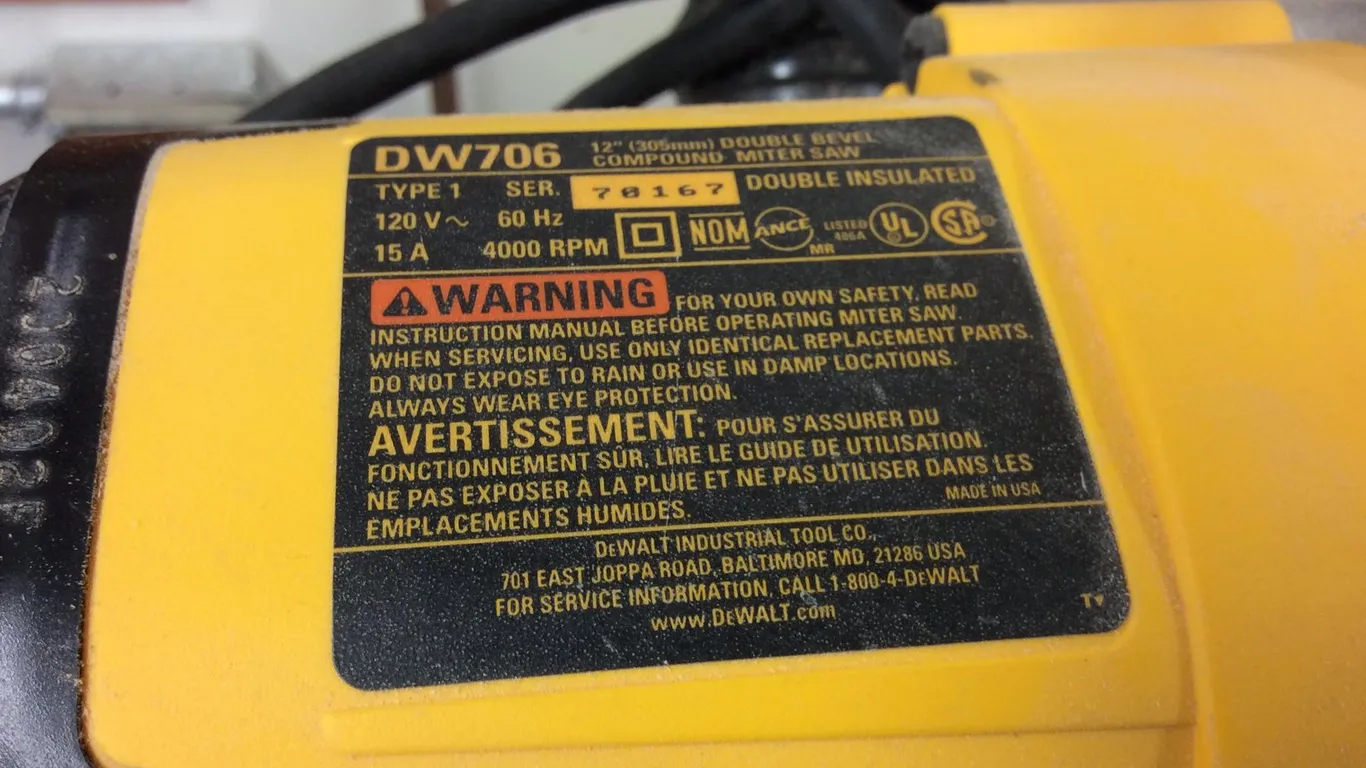 DW706 12" (305mm) DOUBLE BEVEL
COMPOUND MITER SAW
TYPE 1 SER. 70167 DOUBLE INSULATED
120 V~ 60 Hz
15 A 4000 RPM NOM ANCE LISTED UL SA
MR
⚠WARNING FOR YOUR OWN SAFETY, READ
INSTRUCTION MANUAL BEFORE OPERATING MITER SAW.
WHEN SERVICING, USE ONLY IDENTICAL REPLACEMENT PARTS.
DO NOT EXPOSE TO RAIN OR USE IN DAMP LOCATIONS.
ALWAYS WEAR EYE PROTECTION.
AVERTISSEMENT: POUR S'ASSURER DU
FONCTIONNEMENT SÛR, LIRE LE GUIDE DE UTILISATION.
NE PAS EXPOSER À LA PLUIE ET NE PAS UTILISER DANS LES
EMPLACEMENTS HUMIDES.
MADE IN USA
DEWALT INDUSTRIAL TOOL CO.,
701 EAST JOPPA ROAD, BALTIMORE MD, 21286 USA
FOR SERVICE INFORMATION, CALL 1-800-4-DEWALT
www.DEWALT.com